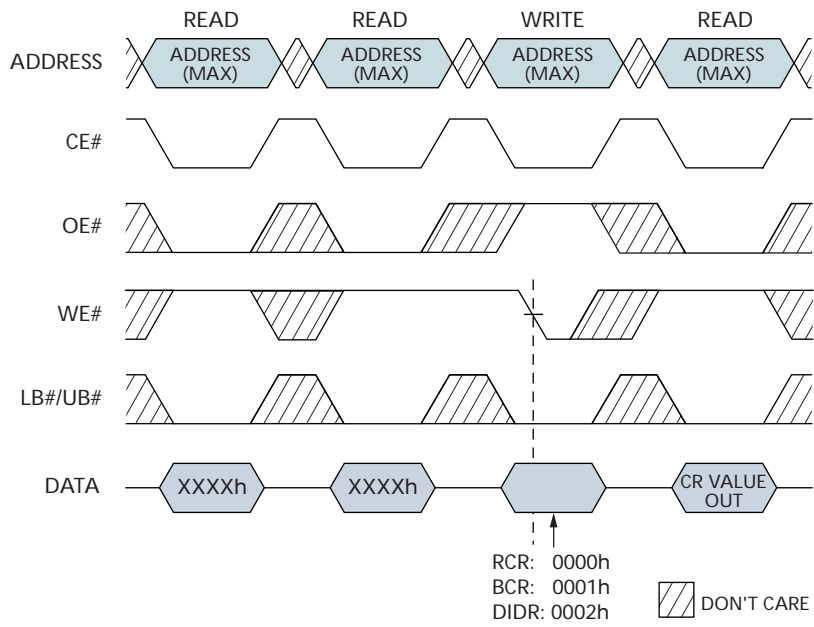 READ READ WRITE READ
ADDRESS ADDRESS (MAX) ADDRESS (MAX) ADDRESS (MAX) ADDRESS (MAX)
CE#
OE#
WE#
LB#/UB#
DATA XXXXh XXXXh CR VALUE OUT
RCR: 0000h
BCR: 0001h
DIDR: 0002h
DON'T CARE